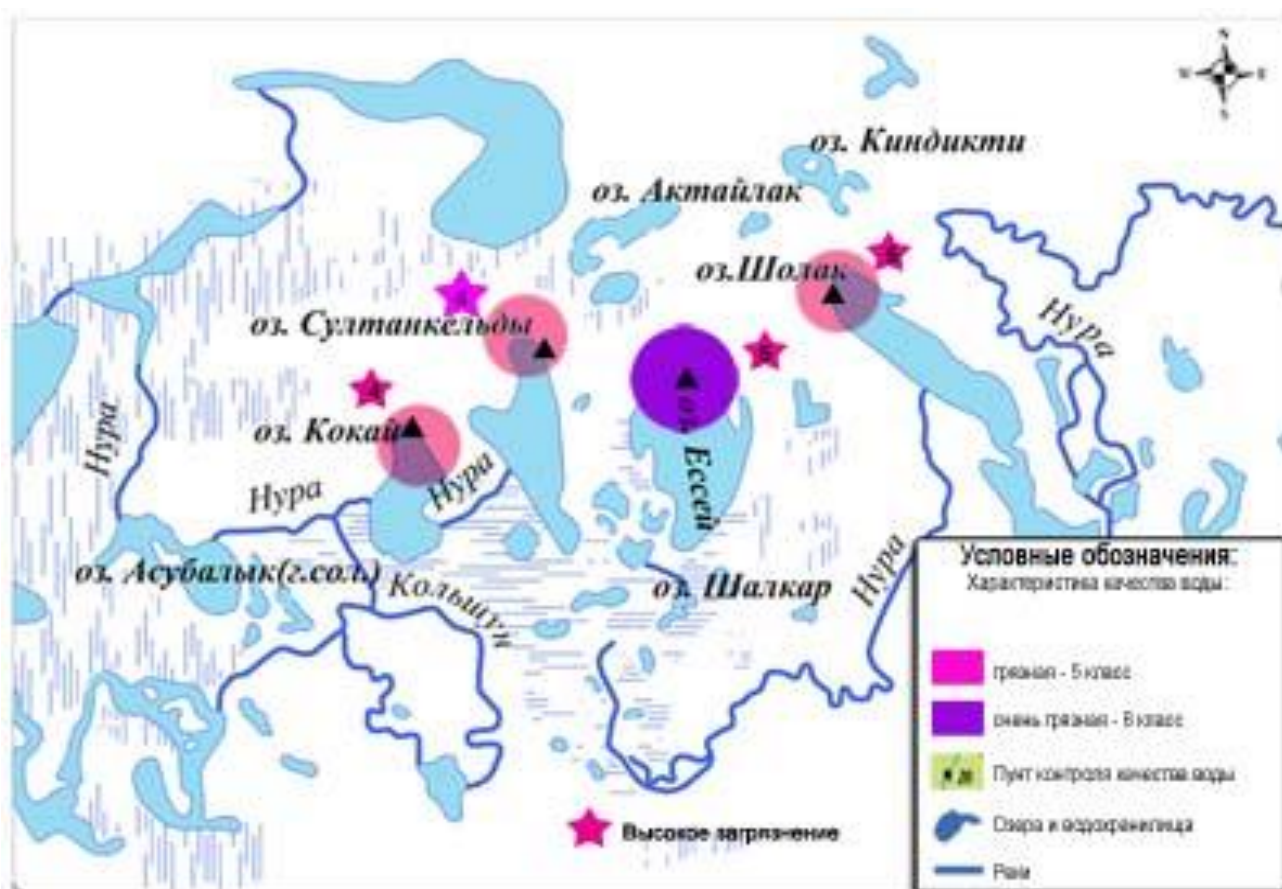 N
W E
S
оз. Киндикти
оз. Актайлак
оз.Шолак
Нура
оз. Султанкельды
оз. Кокай
Нура
Нура
Нура
оз. Ессей
оз. Асубалык(г.сол.)
оз. Шалкар
Нура
Высокое загрязнение
Условные обозначения:
Характеристика качества воды:
грязная - 5 класс
очень грязная - 6 класс
Пункт контроля качества воды
Озера и водохранилища
Реки